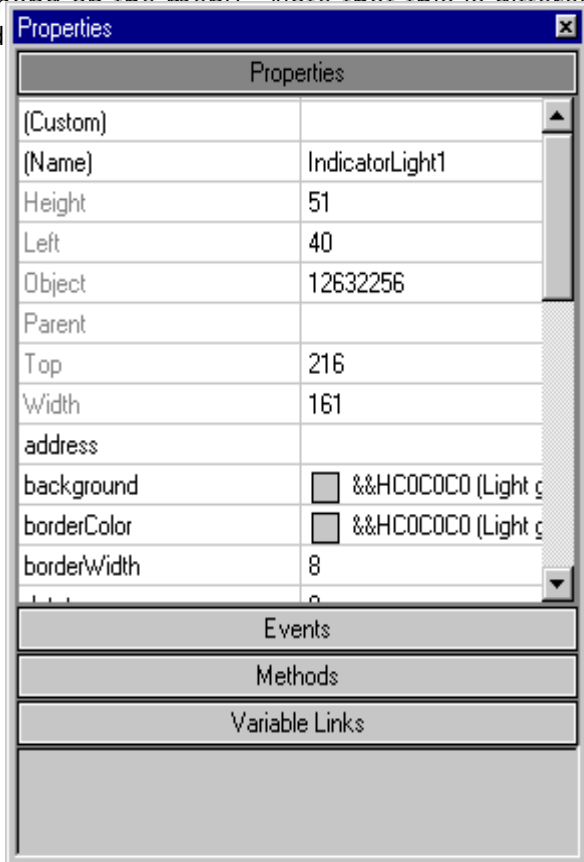 Properties
Properties
(Custom)
(Name) IndicatorLight1
Height 51
Left 40
Object 12632256
Parent
Top 216
Width 161
address
background &&HC0C0C0 (Light g
borderColor &&HC0C0C0 (Light g
borderWidth 8
Events
Methods
Variable Links